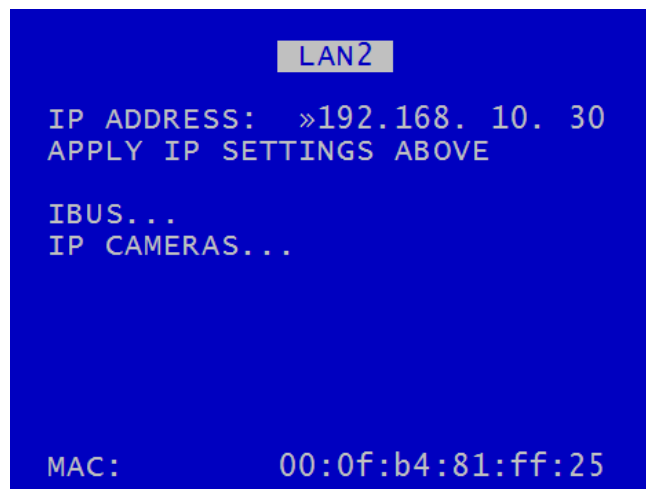 LAN2
IP ADDRESS: »192.168. 10. 30
APPLY IP SETTINGS ABOVE
IBUS...
IP CAMERAS...
MAC: 00:0f:b4:81:ff:25